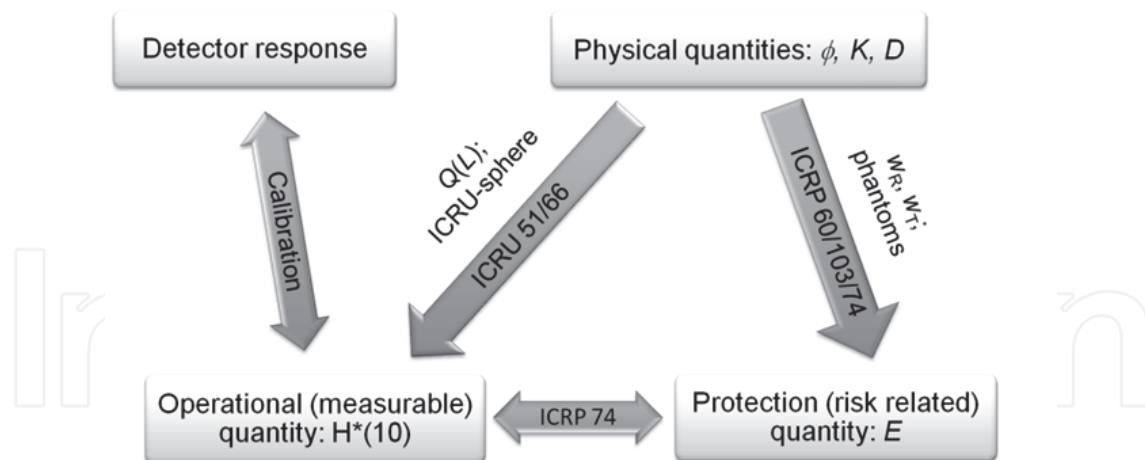 Detector response
Physical quantities: ϕ, K, D
Calibration
Q(L);
ICRU-sphere
ICRU 51/66
w_R, w_T;
phantoms
ICRP 60/103/74
Operational (measurable)
quantity: H*(10)
ICRP 74
Protection (risk related)
quantity: E